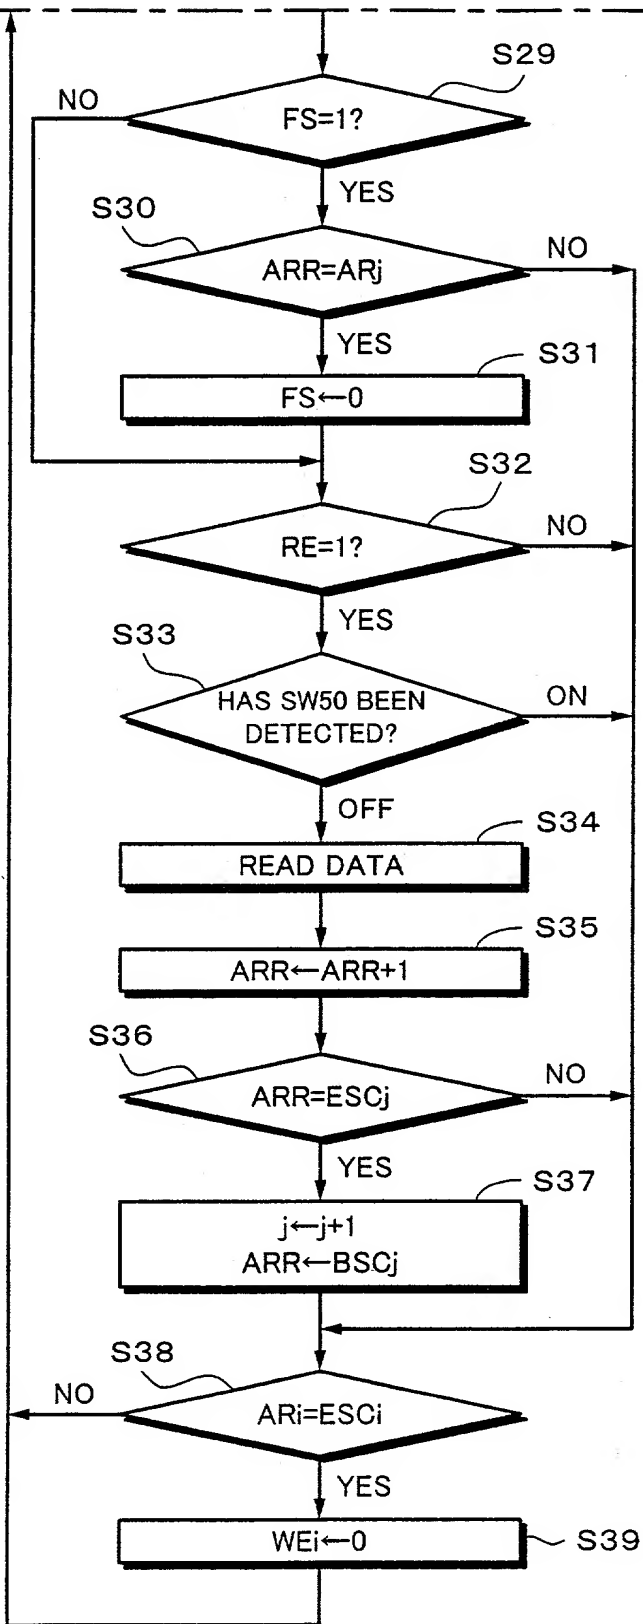 S29
NO
FS=1?
YES
S30
ARR=ARj
NO
YES
S31
FS←0
S32
RE=1?
NO
YES
S33
HAS SW50 BEEN
DETECTED?
ON
OFF
S34
READ DATA
S35
ARR←ARR+1
S36
ARR=ESCj
NO
YES
S37
j←j+1
ARR←BSCj
S38
NO
ARi=ESCi
YES
WEi←0
S39